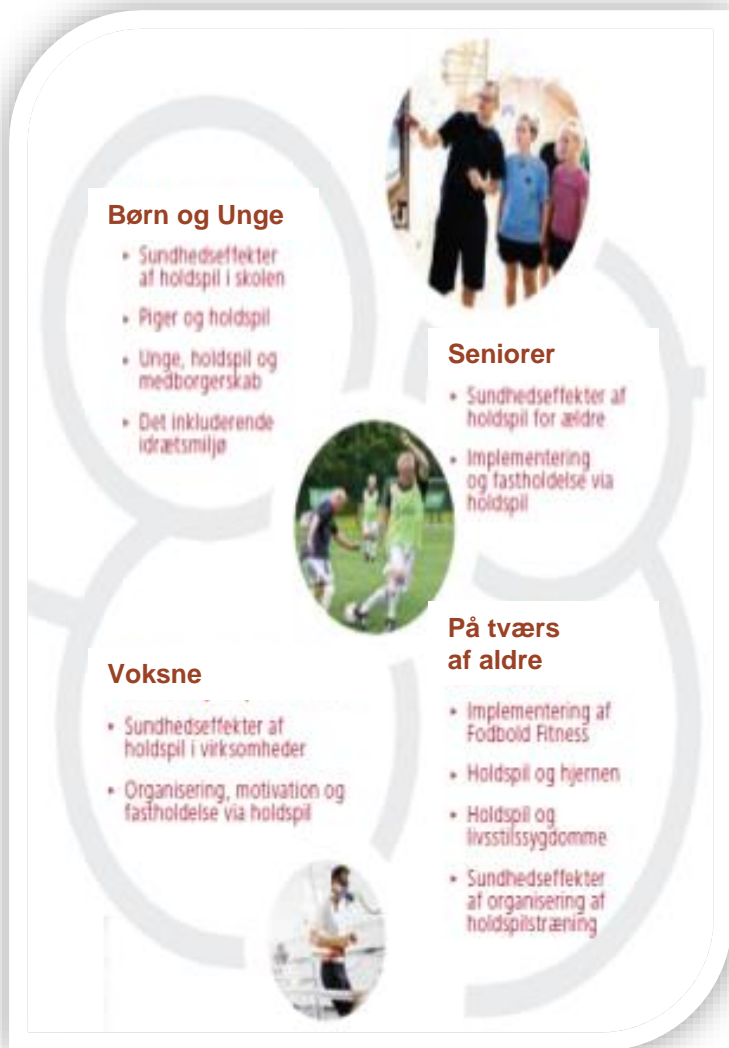 Børn og Unge
• Sundhedseffekter
af holdspil i skolen
• Piger og holdspil
• Unge, holdspil og
medborgerskab
• Det inkluderende
idrætsmiljø
Seniorer
• Sundhedseffekter af
holdspil for ældre
• Implementering
og fastholdelse via
holdspil
Voksne
• Sundhedseffekter af
holdspil i virksomheder
• Organisering, motivation og
fastholdelse via holdspil
På tværs
af aldre
• Implementering af
Fodbold Fitness
• Holdspil og hjernen
• Holdspil og
livsstilssygdomme
• Sundhedseffekter
af organisering af
holdspilstræning